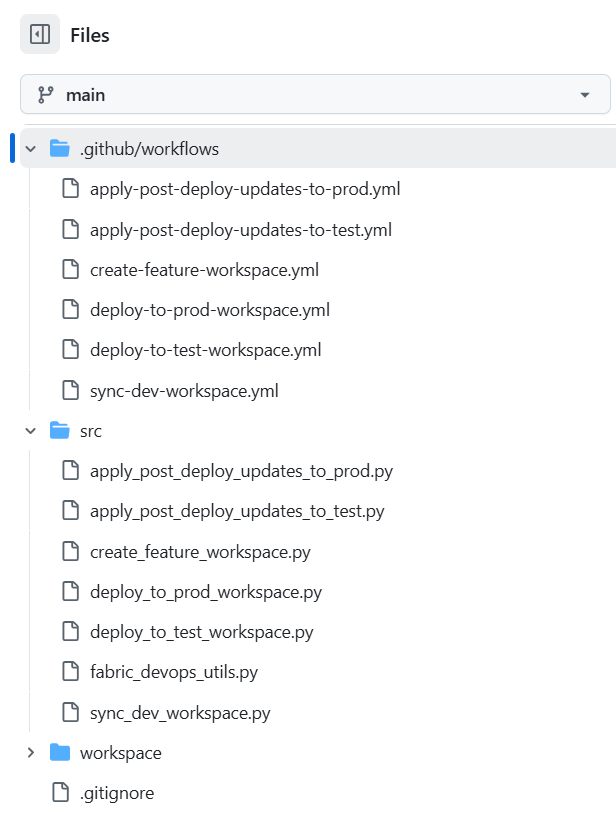 Files
main
.github/workflows
apply-post-deploy-updates-to-prod.yml
apply-post-deploy-updates-to-test.yml
create-feature-workspace.yml
deploy-to-prod-workspace.yml
deploy-to-test-workspace.yml
sync-dev-workspace.yml
src
apply_post_deploy_updates_to_prod.py
apply_post_deploy_updates_to_test.py
create_feature_workspace.py
deploy_to_prod_workspace.py
deploy_to_test_workspace.py
fabric_devops_utils.py
sync_dev_workspace.py
workspace
.gitignore